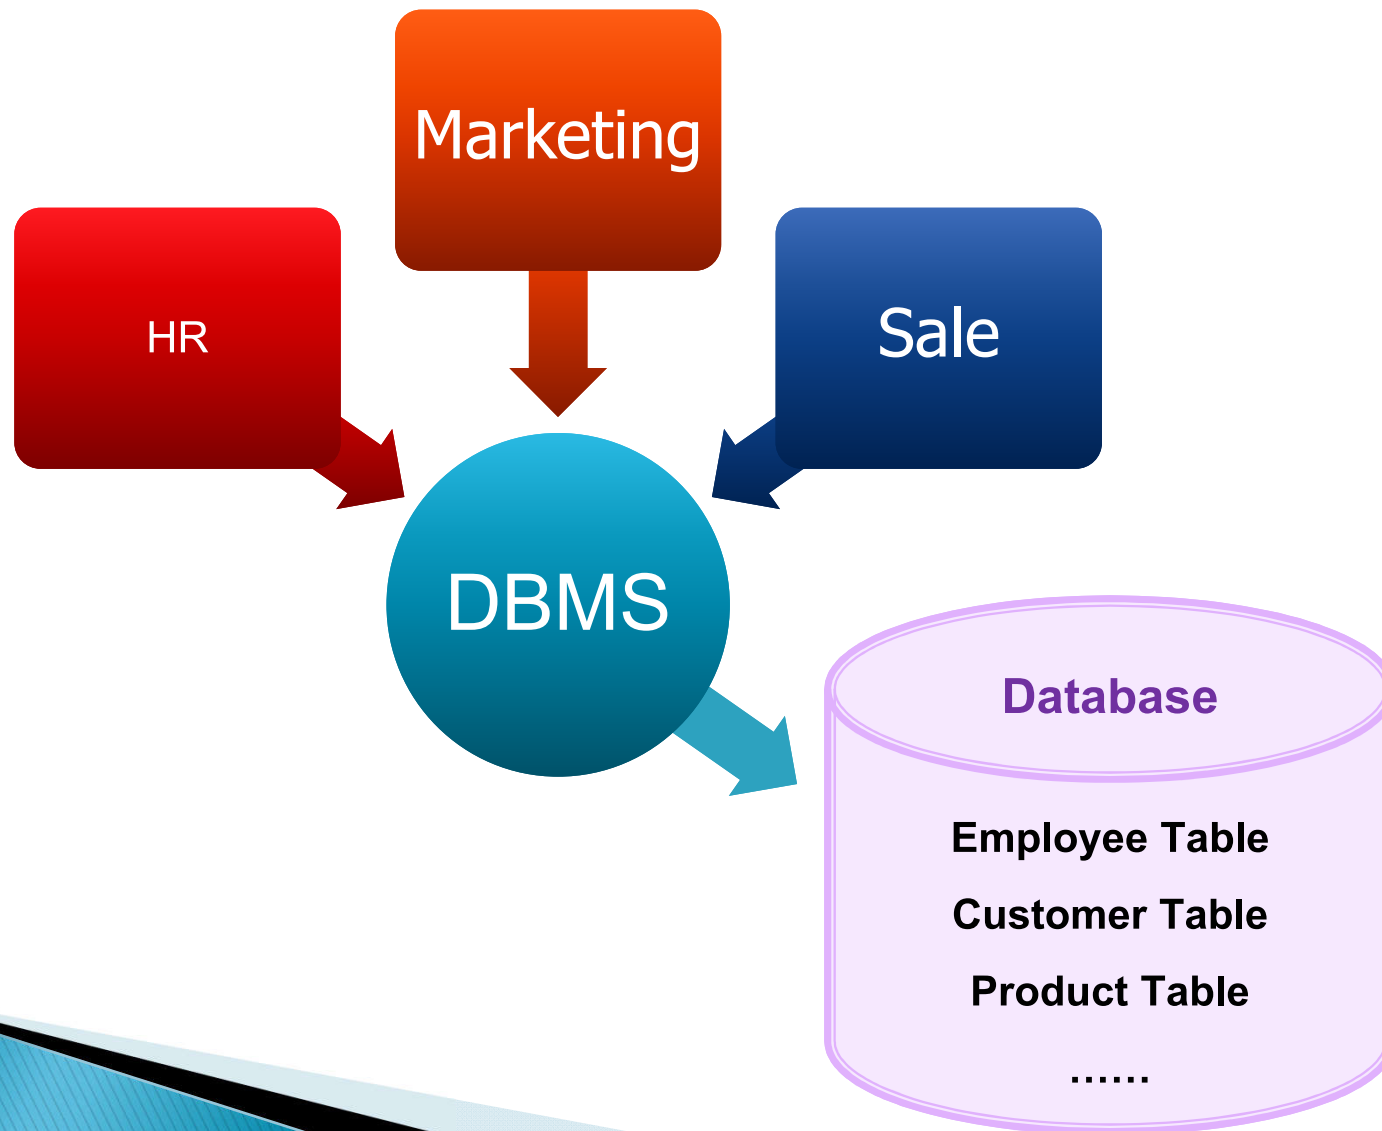 Marketing
HR
Sale
DBMS
Database
Employee Table
Customer Table
Product Table
......